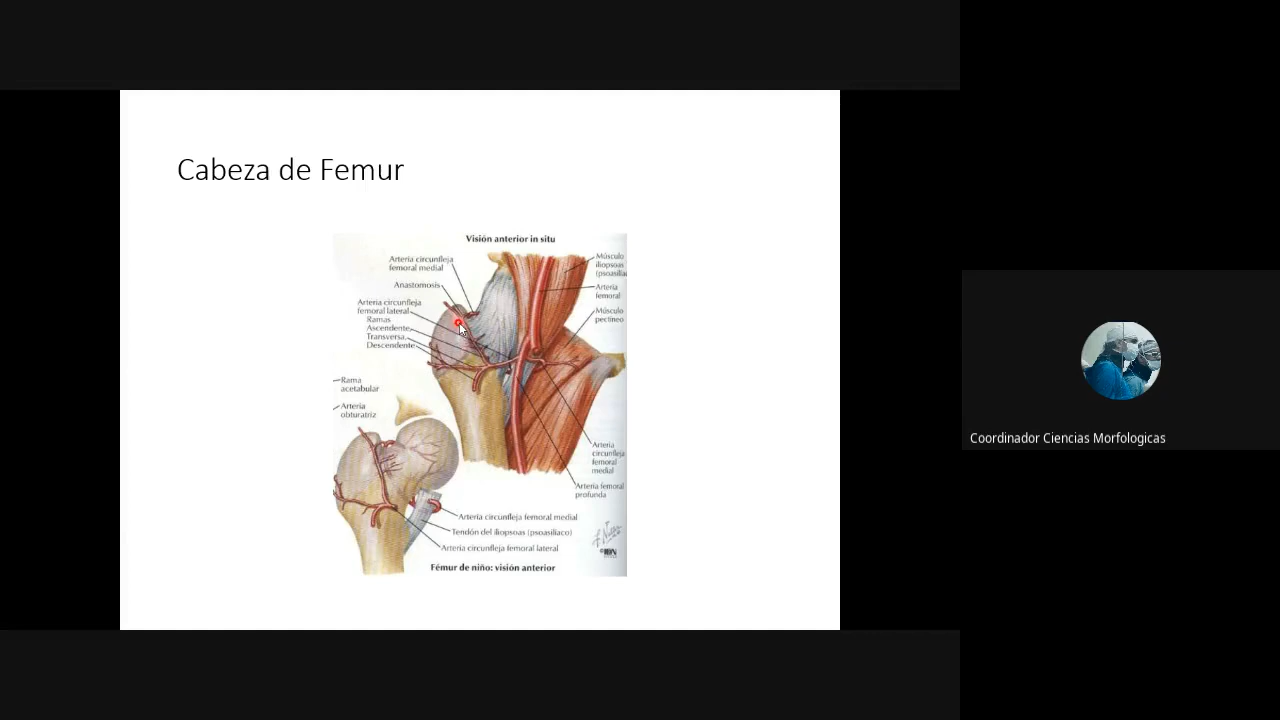 Cabeza de Femur
Visión anterior in situ
Arteria circunfleja
femoral medial
Anastomosis
Arteria circunfleja
femoral lateral
Ramas
Ascendente
Transversa
Descendente
Rama
acetabular
Arteria
obturatriz
Músculo
iliopsoas
(psoasilia
Arteria
femoral
Músculo
pectíneo
Arteria
circunfleja
femoral
medial
Arteria femoral
profunda
Arteria circunfleja femoral medial
Tendón del iliopsoas (psoasiliaco)
Arteria circunfleja femoral lateral
Fémur de niño: visión anterior
Coordinador Ciencias Morfologicas